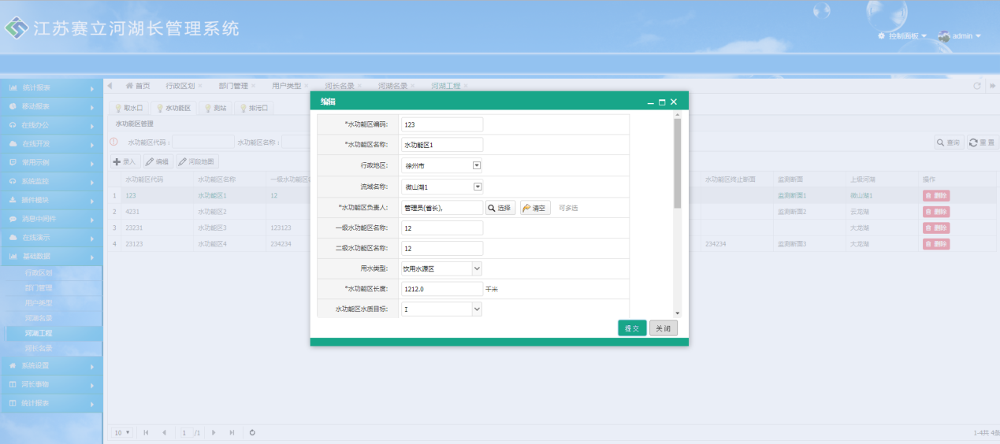 江苏赛立河湖长管理系统
控制面板 admin
统计报表
移动报表
在线办公
在线开发
常用示例
系统监控
插件模块
消息中间件
在线演示
基础数据
行政区划
部门管理
用户类型
河湖名录
河湖工程
河长名录
系统设置
河长事物
统计报表
首页 行政区划 部门管理 用户类型 河长名录 河湖名录 河湖工程
取水口 水功能区 测站 排污口
水功能区管理
水功能区代码: 水功能区名称: 查询 重置
录入 编辑 河段地图
水功能区代码 水功能区名称 一级水功能区 水功能区终止断面 监测断面 上级河湖 操作
1 123 水功能区1 12 监测断面1 微山湖1 删除
2 4231 水功能区2 监测断面2 云龙湖 删除
3 23231 水功能区3 123123 大龙湖 删除
4 23123 水功能区4 234234 234234 监测断面3 大龙湖 删除
编辑
*水功能区编码: 123
*水功能区名称: 水功能区1
行政地区: 徐州市
流域名称: 微山湖1
*水功能区负责人: 管理员(省长), 选择 清空 可多选
一级水功能区名称: 12
二级水功能区名称: 12
用水类型: 饮用水源区
*水功能区长度: 1212.0 千米
水功能区水质目标: I
提交 关闭
10 1 /1
1-4共 4条